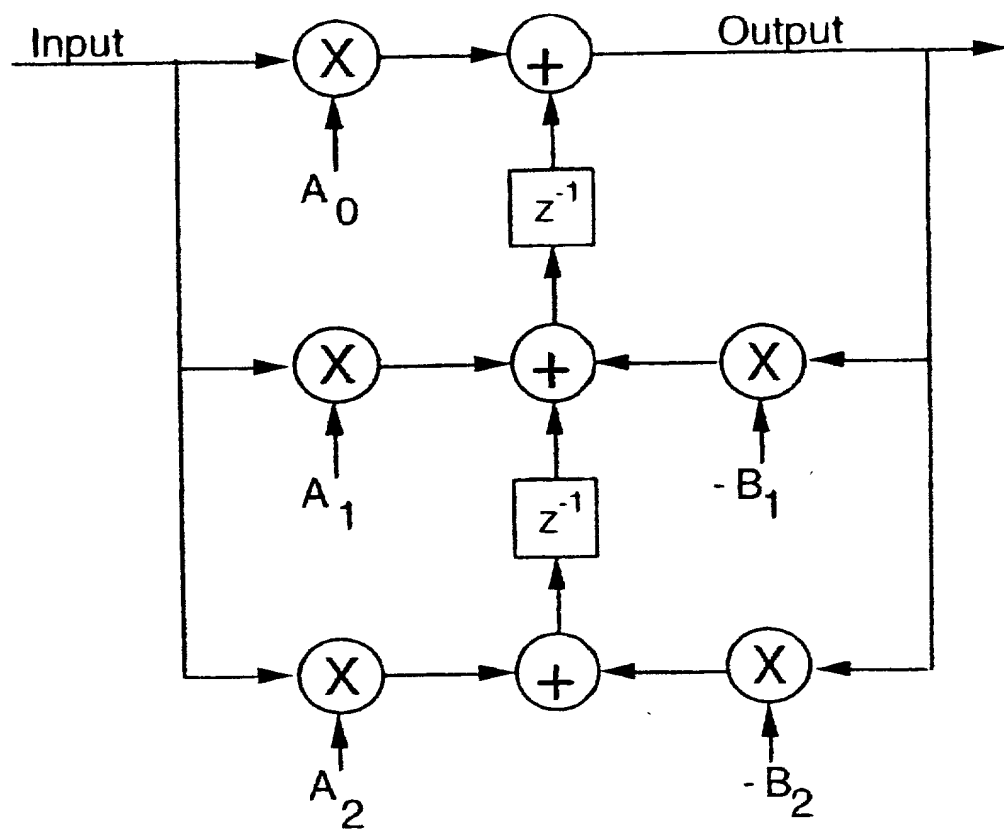 Input
Output
X
+
A₀
z⁻¹
X
+
X
A₁
-B₁
z⁻¹
X
+
X
A₂
-B₂